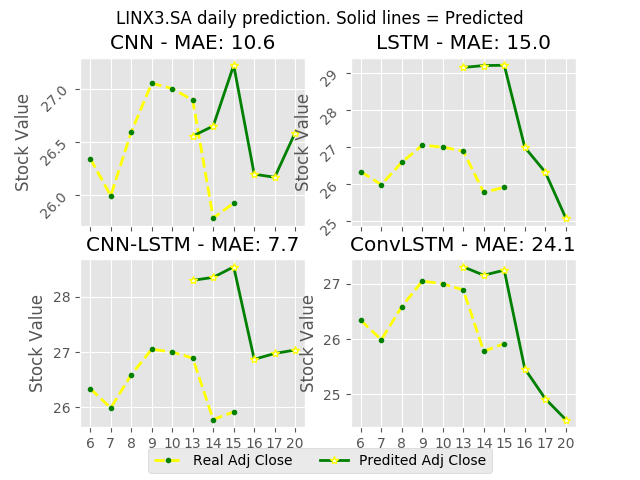 LINX3.SA daily prediction. Solid lines = Predicted
CNN - MAE: 10.6
Stock Value
27.0
26.5
26.0
LSTM - MAE: 15.0
Stock Value
29
28
27
26
25
CNN-LSTM - MAE: 7.7
Stock Value
28
27
26
6 7 8 9 10 13 14 15 16 17 20
ConvLSTM - MAE: 24.1
Stock Value
27
26
25
6 7 8 9 10 13 14 15 16 17 20
Real Adj Close
Predited Adj Close